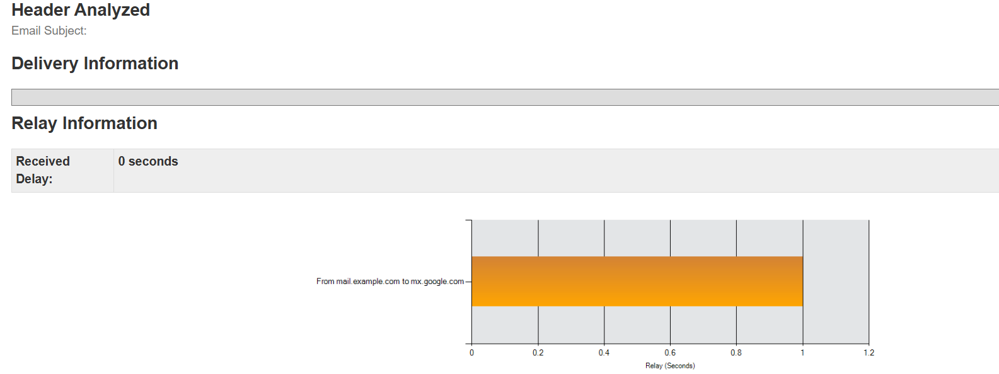 Header Analyzed
Email Subject:
Delivery Information
Relay Information
Received 0 seconds
Delay:
From mail.example.com to mx.google.com
0 0.2 0.4 0.6 0.8 1 1.2
Relay (Seconds)